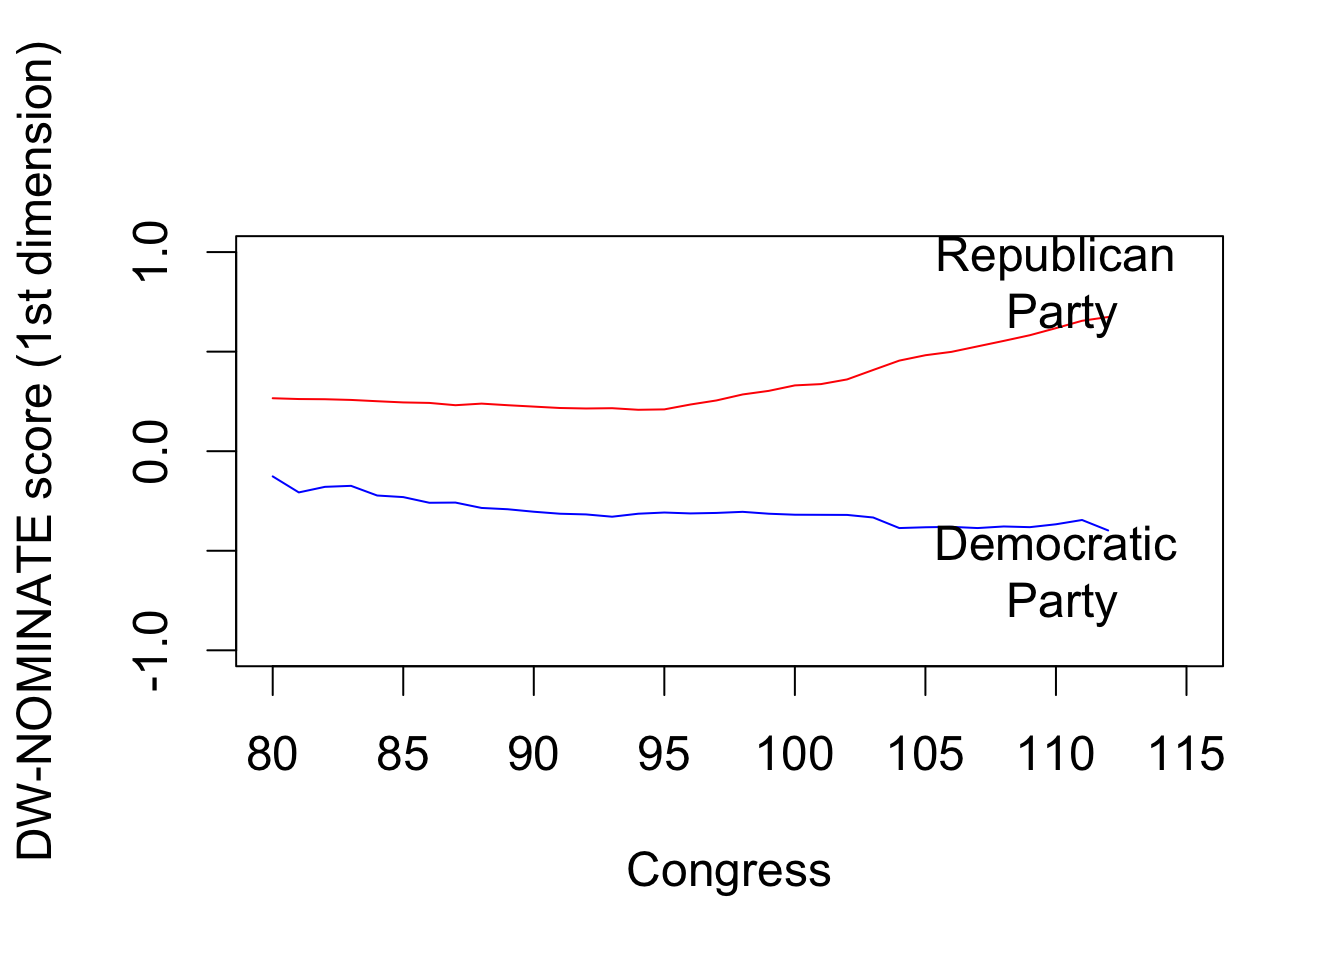 DW-NOMINATE score (1st dimension)
1.0
0.0
-1.0
Republican
Party
Democratic
Party
80 85 90 95 100 105 110 115
Congress